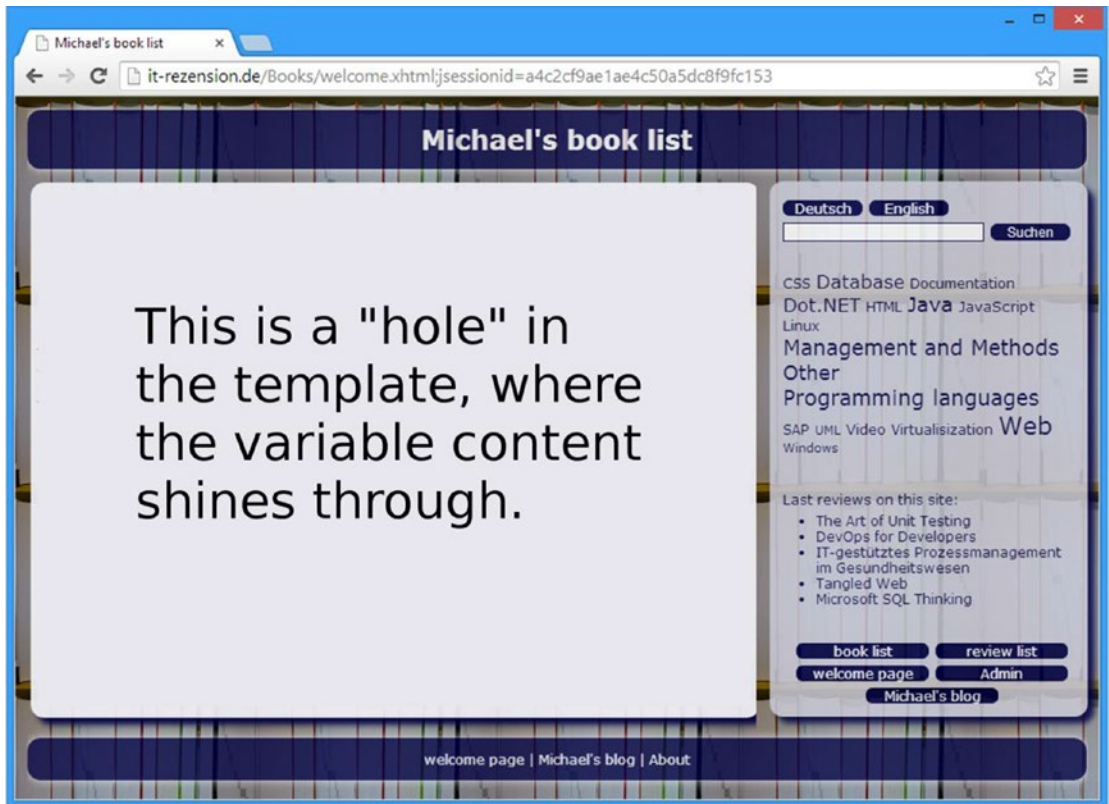 Michael's book list
it-rezension.de/Books/welcome.xhtml;jsessionid=a4c2cf9ae1ae4c50a5dc8f9fc153
Michael's book list
This is a "hole" in
the template, where
the variable content
shines through.
Deutsch English
Suchen
css Database Documentation
Dot.NET HTML Java JavaScript
Linux
Management and Methods
Other
Programming languages
SAP UML Video Virtualisization Web
Windows
Last reviews on this site:
• The Art of Unit Testing
• DevOps for Developers
• IT-gestütztes Prozessmanagement
im Gesundheitswesen
• Tangled Web
• Microsoft SQL Thinking
book list review list
welcome page Admin
Michael's blog
welcome page | Michael's blog | About